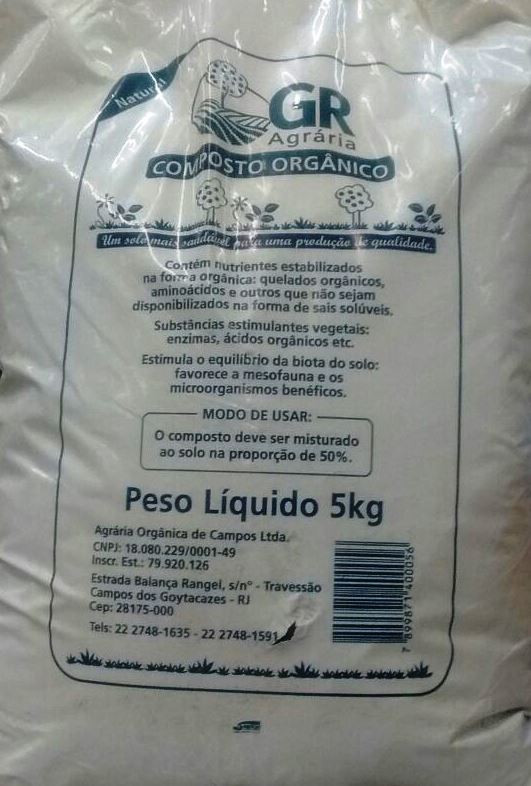 Natural
GR
Agrária
COMPOSTO ORGÂNICO
Um solo mais saudável para uma produção de qualidade.
Contém nutrientes estabilizados
na forma orgânica: quelados orgânicos,
aminoácidos e outros que não sejam
disponibilizados na forma de sais solúveis.
Substâncias estimulantes vegetais:
enzimas, ácidos orgânicos etc.
Estimula o equilíbrio da biota do solo:
favorece a mesofauna e os
microorganismos benéficos.
MODO DE USAR:
O composto deve ser misturado
ao solo na proporção de 50%.
Peso Líquido 5kg
Agrária Orgânica de Campos Ltda.
CNPJ: 18.080.229/0001-49
Inscr. Est.: 79.920.126
Estrada Balança Rangel, s/nº - Travessão
Campos dos Goytacazes - RJ
Cep: 28175-000
Tels: 22 2748-1635 - 22 2748-1591
7 899871 400056